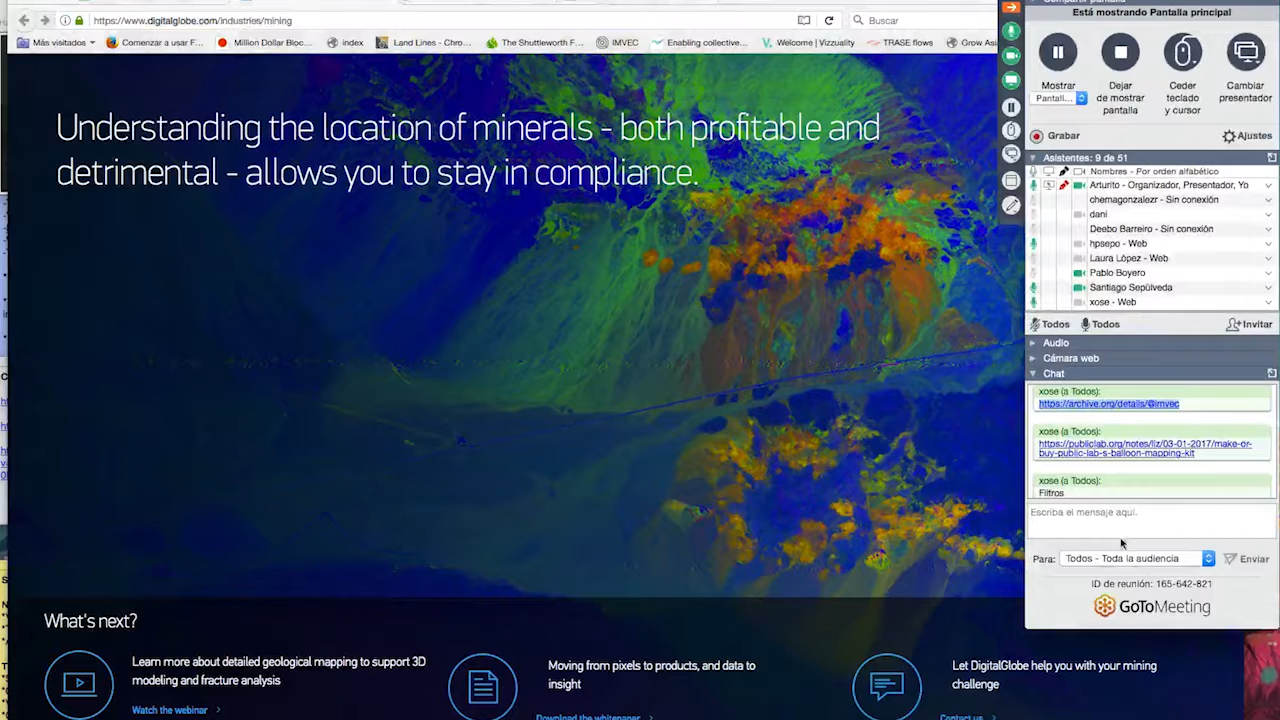 https://www.digitalglobe.com/industries/mining
Buscar
Más visitados
Comenzar a usar F...
Million Dollar Bloc...
index
Land Lines - Chro...
The Shuttleworth F...
IMVEC
Enabling collective...
Welcome | Vizzuality
TRASE flows
Grow Asi
Understanding the location of minerals - both profitable and
detrimental - allows you to stay in compliance.
What's next?
Learn more about detailed geological mapping to support 3D
modeling and fracture analysis
Watch the webinar
Moving from pixels to products, and data to
insight
Download the whitepaper
Let DigitalGlobe help you with your mining
challenge
Contact us
Está mostrando Pantalla principal
Mostrar
Pantall...
Dejar
de mostrar
pantalla
Ceder
teclado
y cursor
Cambiar
presentador
Grabar
Ajustes
Asistentes: 9 de 51
Nombres - Por orden alfabético
Arturito - Organizador, Presentador, Yo
chemagonzalezr - Sin conexión
dani
Deebo Barreiro - Sin conexión
hpsepo - Web
Laura López - Web
Pablo Boyero
Santiago Sepúlveda
xose - Web
Todos
Todos
Invitar
Audio
Cámara web
Chat
xose (a Todos):
https://archive.org/details/@imvec
xose (a Todos):
https://publiclab.org/notes/liz/03-01-2017/make-or-
buy-public-lab-s-balloon-mapping-kit
xose (a Todos):
Filtros
Escriba el mensaje aquí.
Para:
Todos - Toda la audiencia
Enviar
ID de reunión: 165-642-821
GoToMeeting